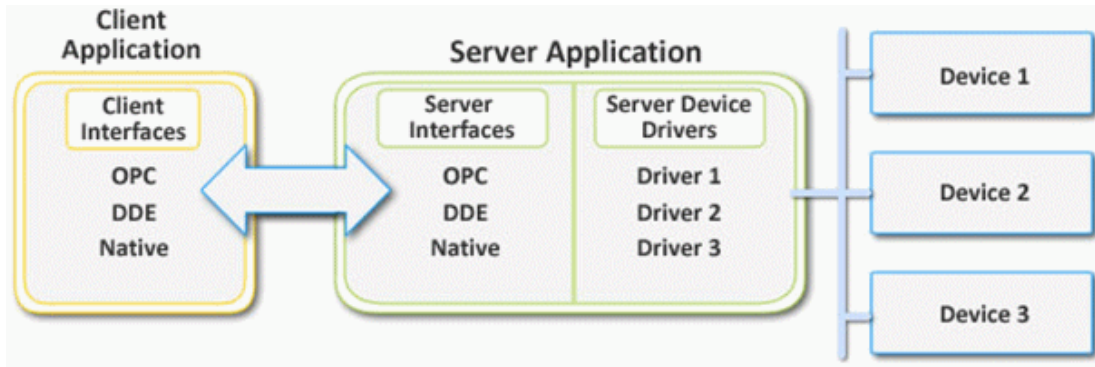 Client
Application
Client
Interfaces
OPC
DDE
Native
Server Application
Server
Interfaces
OPC
DDE
Native
Server Device
Drivers
Driver 1
Driver 2
Driver 3
Device 1
Device 2
Device 3